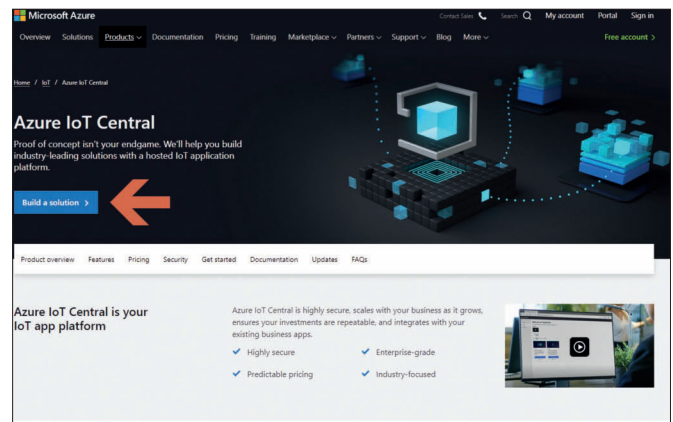 Microsoft Azure
Contact Sales
Search
My account
Portal
Sign in
Overview
Solutions
Products
Documentation
Pricing
Training
Marketplace
Partners
Support
Blog
More
Free account >
Home / IoT / Azure IoT Central
Azure IoT Central
Proof of concept isn't your endgame. We'll help you build
industry-leading solutions with a hosted IoT application
platform.
Build a solution >
Product overview
Features
Pricing
Security
Get started
Documentation
Updates
FAQs
Azure IoT Central is your
IoT app platform
Azure IoT Central is highly secure, scales with your business as it grows,
ensures your investments are repeatable, and integrates with your
existing business apps.
Highly secure
Enterprise-grade
Predictable pricing
Industry-focused